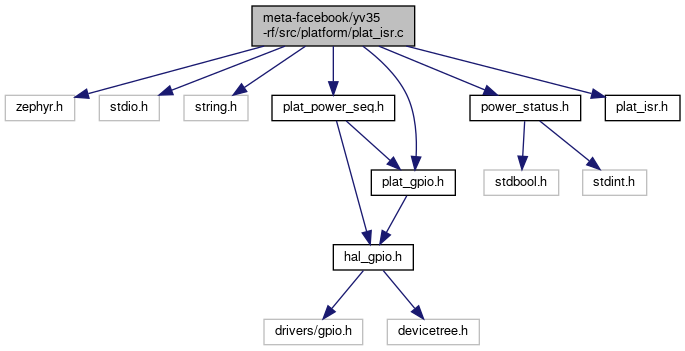 meta-facebook/yv35
-rf/src/platform/plat_isr.c
zephyr.h
stdio.h
string.h
plat_power_seq.h
power_status.h
plat_isr.h
plat_gpio.h
stdbool.h
stdint.h
hal_gpio.h
drivers/gpio.h
devicetree.h